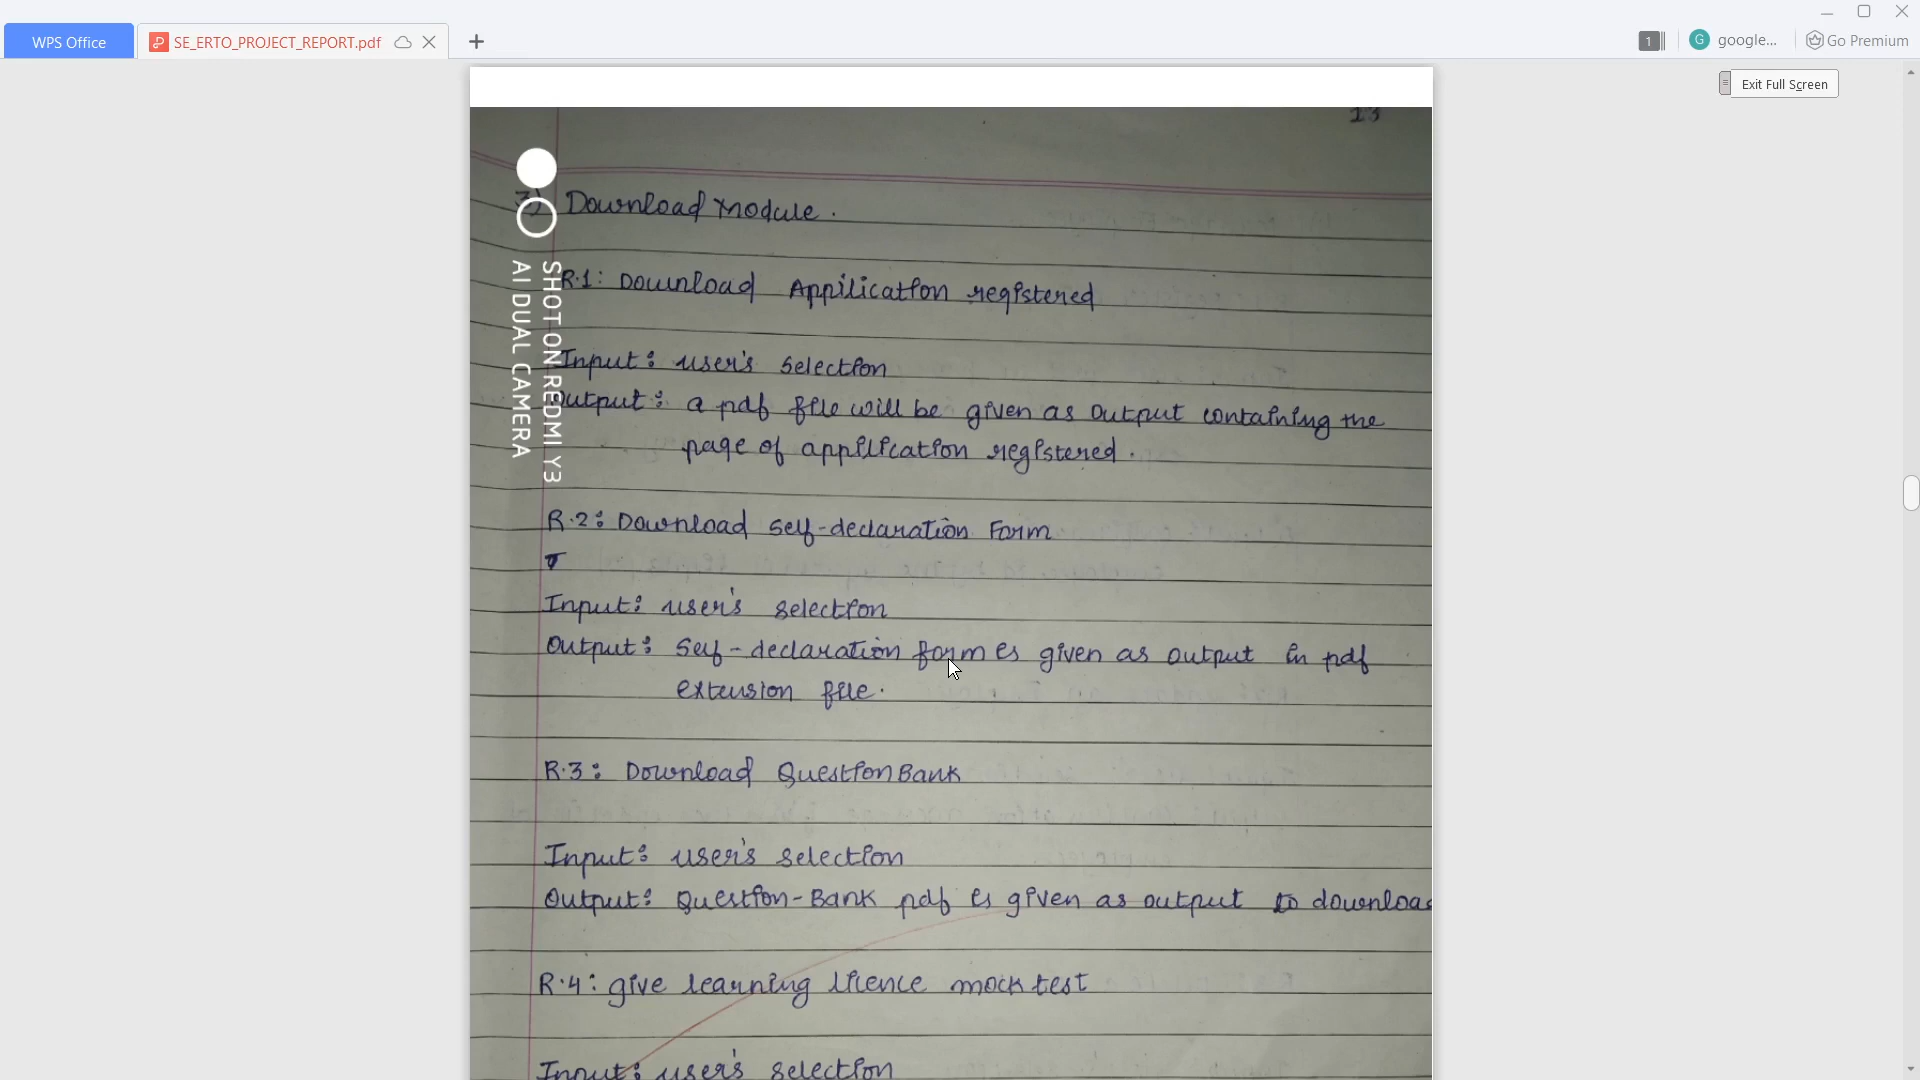 WPS Office
SE_ERTO_PROJECT_REPORT.pdf
1
G
google...
Go Premium
Exit Full Screen
13
3) Download Module.
R.1: Download Appilication registered
Input: user's selection
Output: a pdf file will be given as output containing the
page of appilication registered.
R.2: Download self-declaration Form
Input: user's selection
Output: Self-declaration form is given as output in pdf
extension file.
R.3: Download Question Bank
Input: user's selection
Output: Question-Bank pdf is given as output to download
R.4: give learning licence mock test
Input: user's selection
SHOT ON REDMI Y3
AI DUAL CAMERA